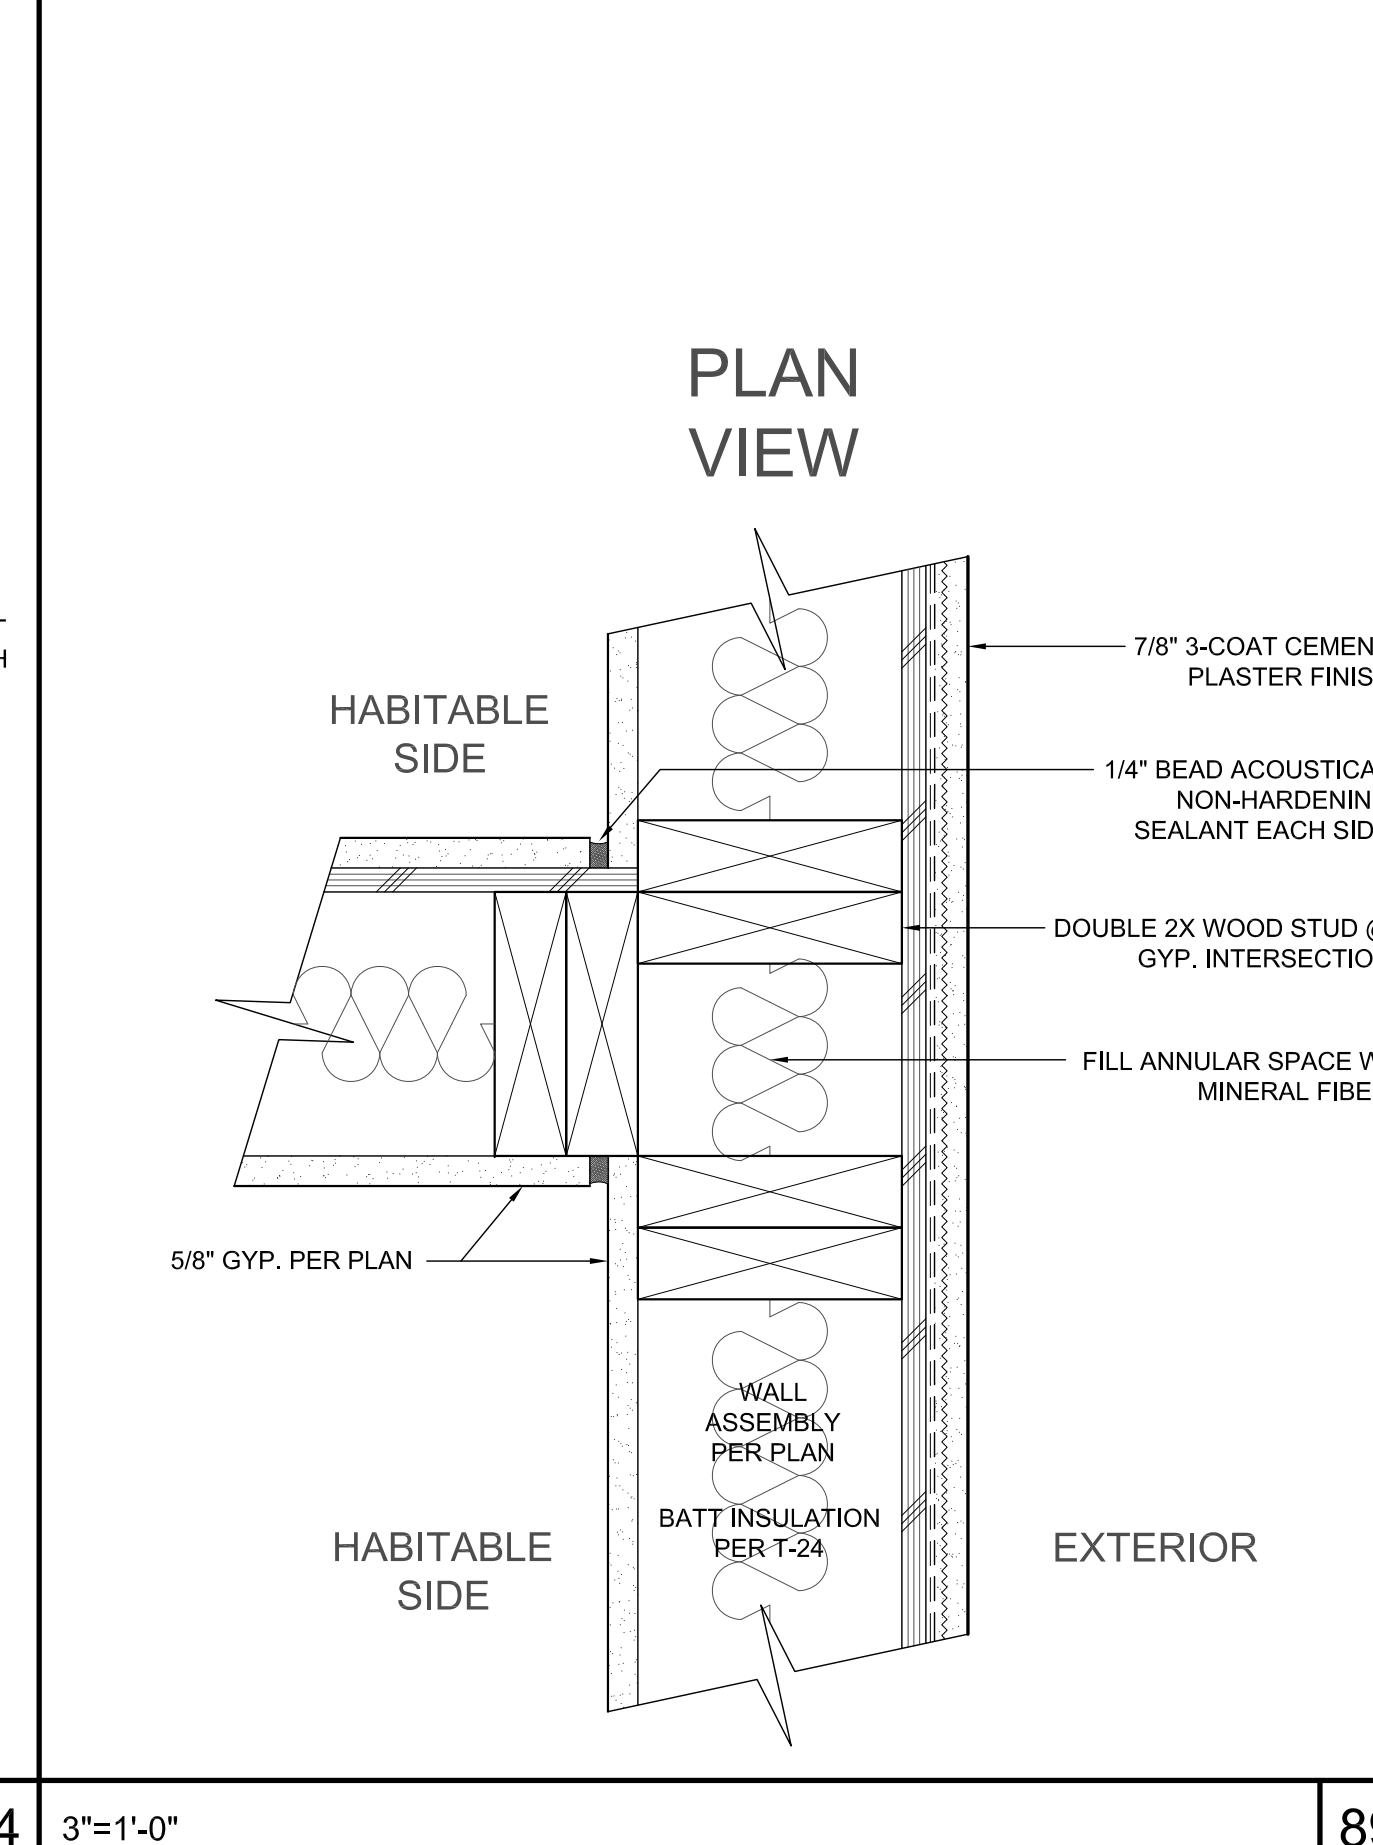 PLAN
VIEW
HABITABLE
SIDE
7/8" 3-COAT CEMEN
PLASTER FINIS
1/4" BEAD ACOUSTICA
NON-HARDENIN
SEALANT EACH SID
DOUBLE 2X WOOD STUD @
GYP. INTERSECTIO
FILL ANNULAR SPACE W
MINERAL FIBE
5/8" GYP. PER PLAN
WALL
ASSEMBLY
PER PLAN
BATT INSULATION
PER T-24
HABITABLE
SIDE
EXTERIOR
4
3"=1'-0"
89